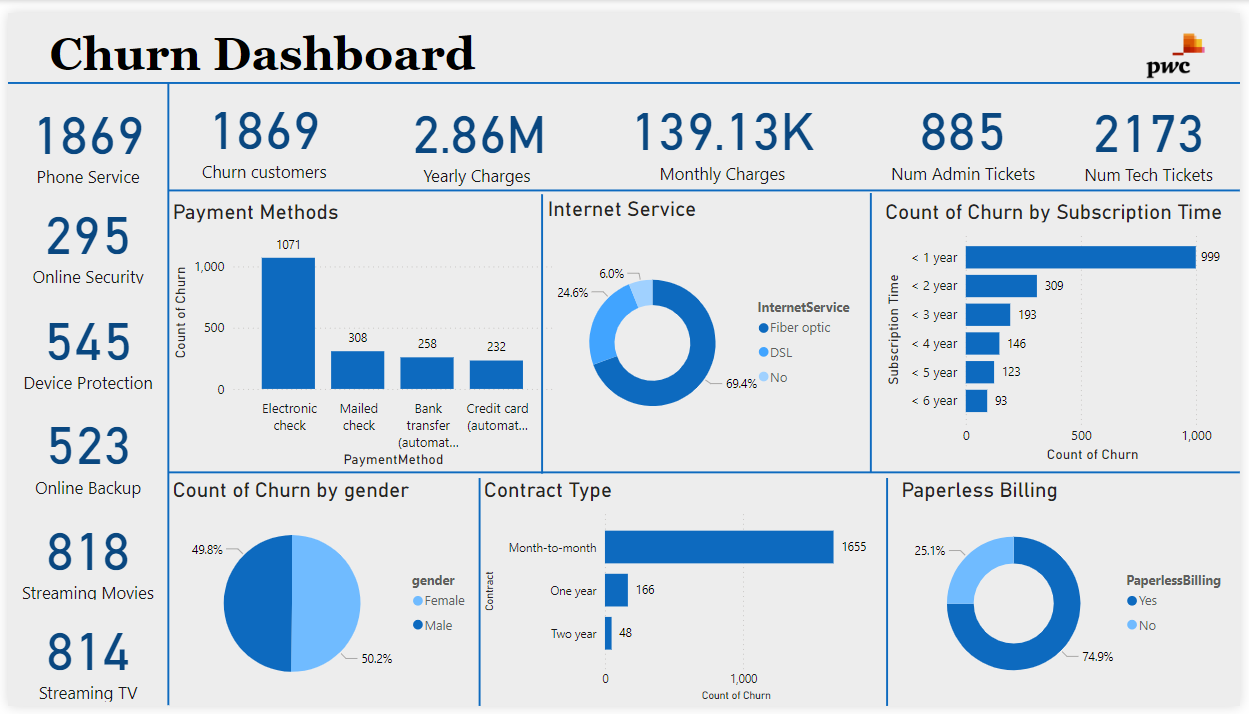 Churn Dashboard
pwc
1869
Phone Service
295
Online Security
545
Device Protection
523
Online Backup
818
Streaming Movies
814
Streaming TV
1869
Churn customers
2.86M
Yearly Charges
139.13K
Monthly Charges
885
Num Admin Tickets
2173
Num Tech Tickets
Payment Methods
Count of Churn
1,000
500
0
1071
308
258
232
Electronic
check
Mailed
check
Bank
transfer
(automat...
Credit card
(automat...
PaymentMethod
Internet Service
6.0%
24.6%
69.4%
InternetService
Fiber optic
DSL
No
Count of Churn by Subscription Time
Subscription Time
< 1 year 999
< 2 year 309
< 3 year 193
< 4 year 146
< 5 year 123
< 6 year 93
0 500 1,000
Count of Churn
Count of Churn by gender
49.8%
50.2%
gender
Female
Male
Contract Type
Contract
Month-to-month 1655
One year 166
Two year 48
0 1,000
Count of Churn
Paperless Billing
25.1%
74.9%
PaperlessBilling
Yes
No